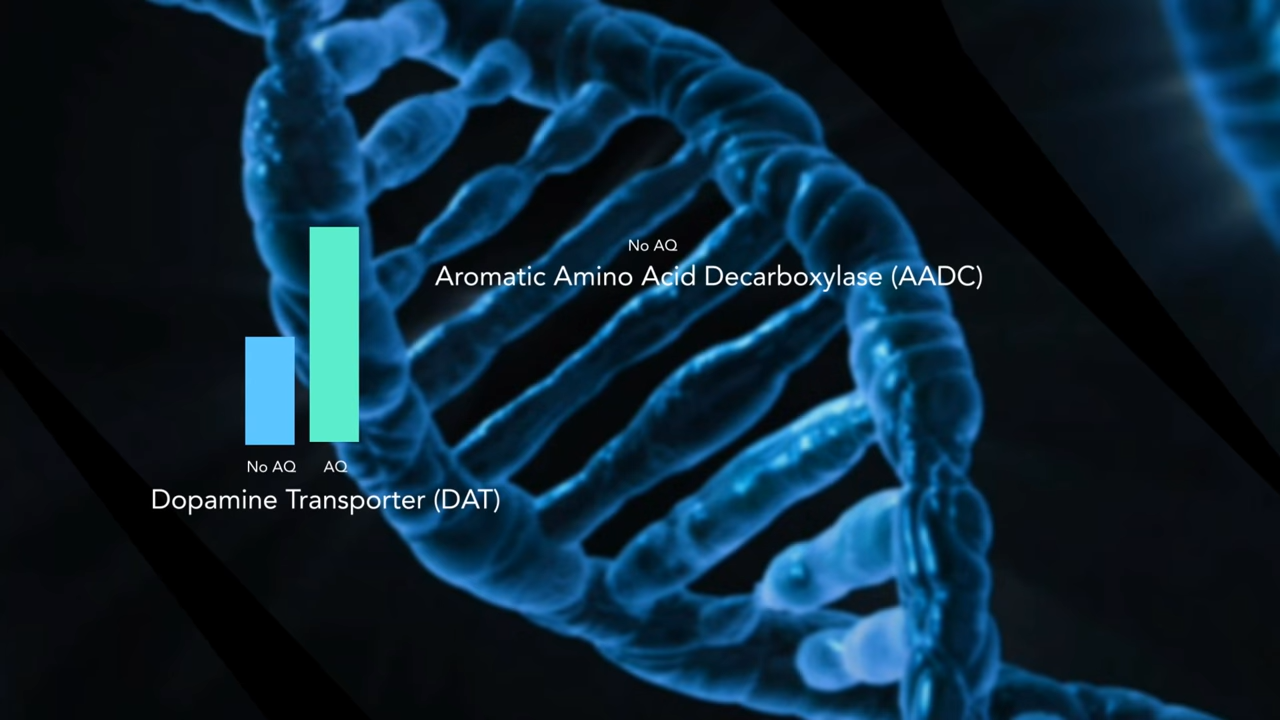 No AQ
Aromatic Amino Acid Decarboxylase (AADC)
No AQ AQ
Dopamine Transporter (DAT)